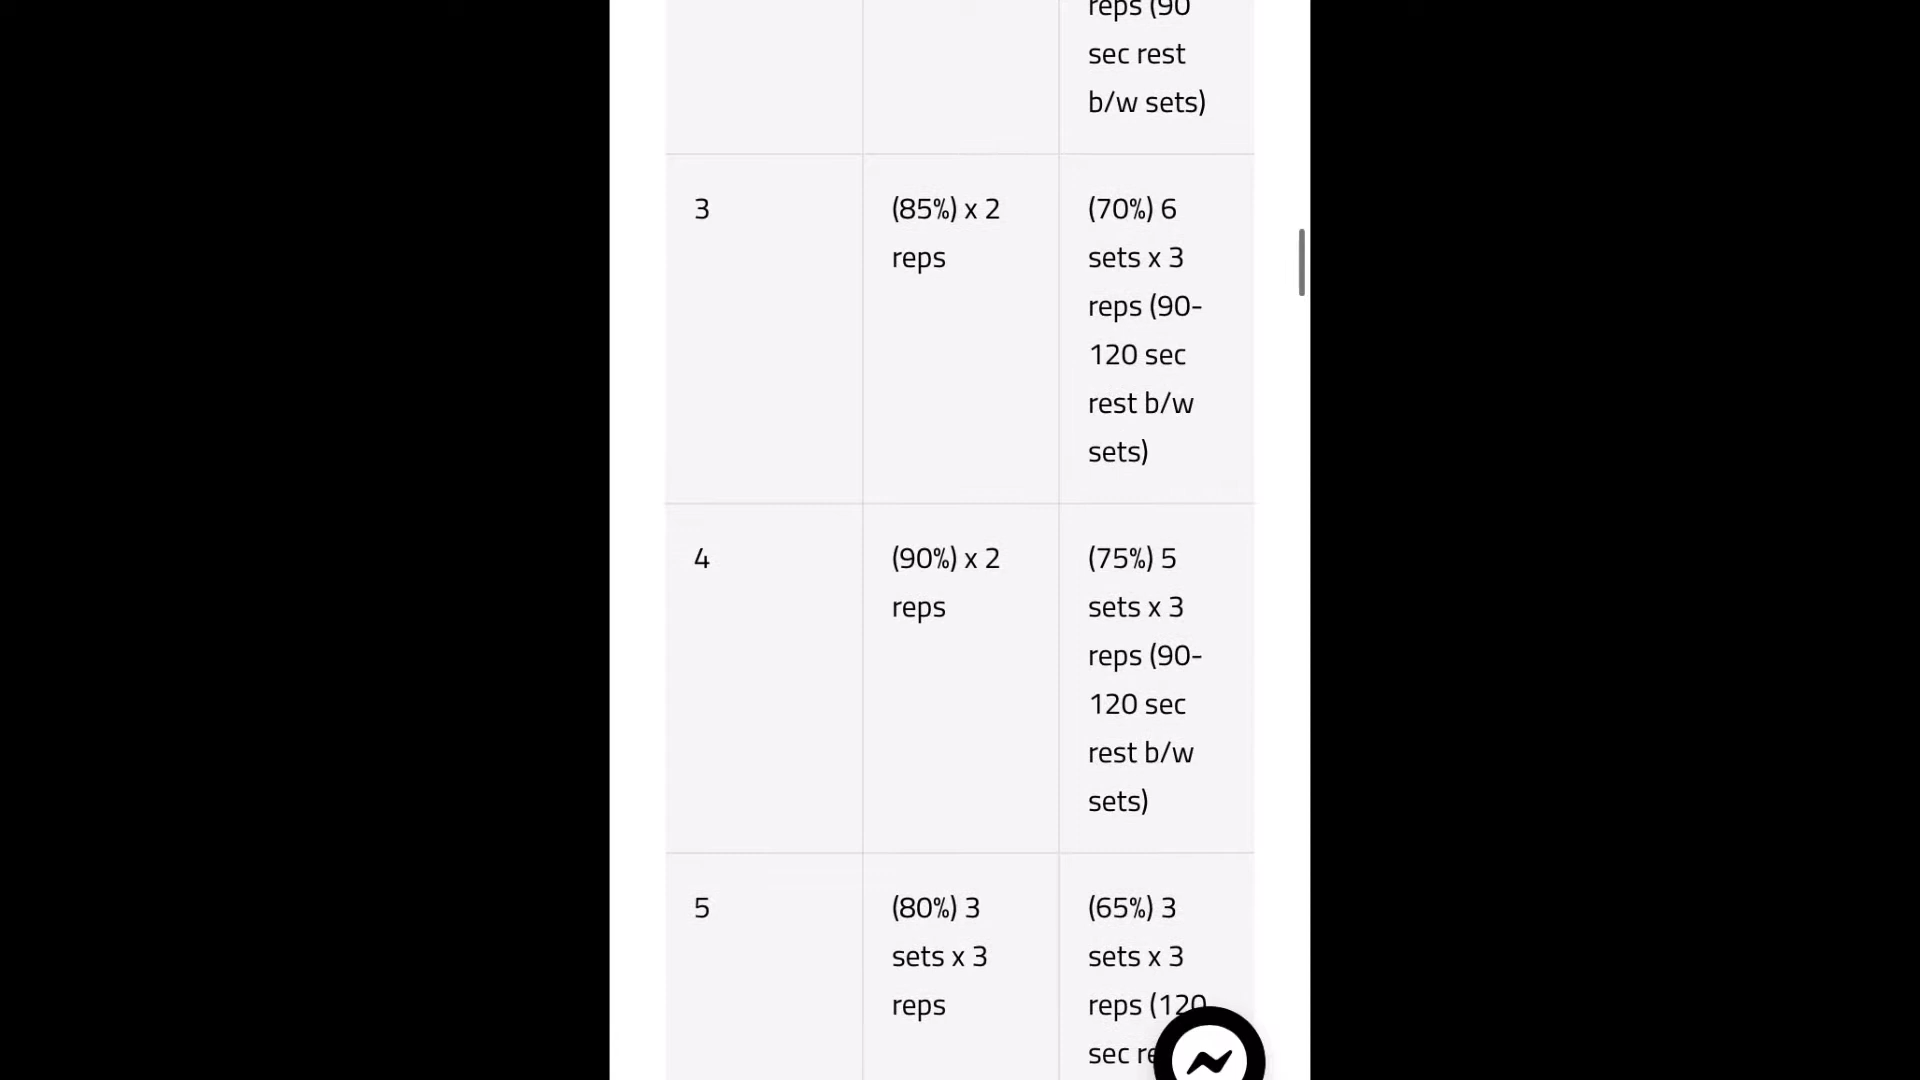 reps (90
sec rest
b/w sets)
3
(85%) x 2
reps
(70%) 6
sets x 3
reps (90-
120 sec
rest b/w
sets)
4
(90%) x 2
reps
(75%) 5
sets x 3
reps (90-
120 sec
rest b/w
sets)
5
(80%) 3
sets x 3
reps
(65%) 3
sets x 3
reps (120
sec